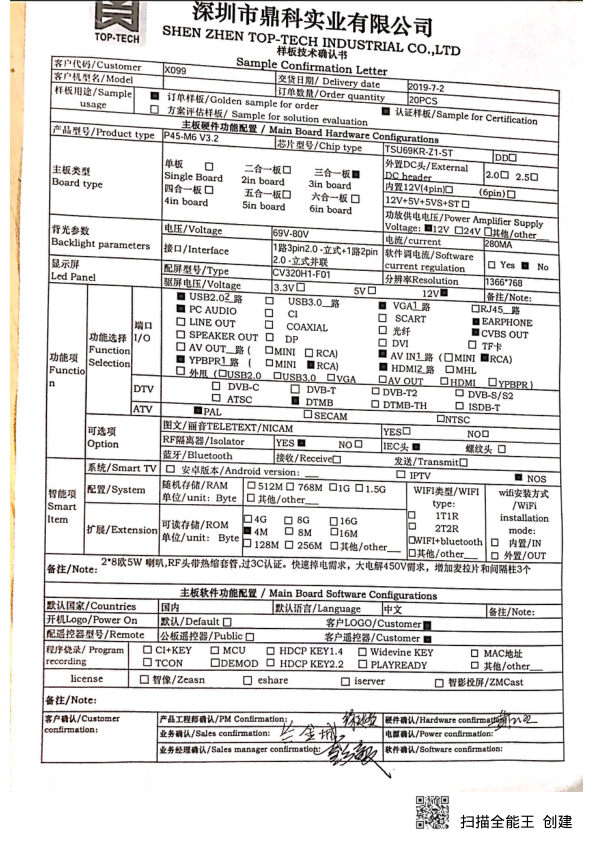 TOP-TECH
深圳市鼎科实业有限公司
SHEN ZHEN TOP-TECH INDUSTRIAL CO.,LTD
样板技术确认书
Sample Confirmation Letter
客户代码/Customer X099
客户机型名/Model 交货日期/ Delivery date 2019-7-2
样板用途/Sample usage ■ 订单样板/Golden sample for order 订单数量/Order quantity 20PCS
□ 方案评估样板/ Sample for solution evaluation ■ 认证样板/Sample for Certification
主板硬件功能配置 / Main Board Hardware Configurations
产品型号/Product type P45-M6 V3.2 芯片型号/Chip type TSU69KR-Z1-ST DD□
主板类型 Board type
单板 □ 二合一板□ 三合一板■
Single Board 2in board 3in board
四合一板□ 五合一板□ 六合一板 □
4in board 5in board 6in board
外置DC头/External DC header 2.0□ 2.5□
内置12V(4pin)□ (6pin)□
12V+5V+5VS+ST□
功放供电电压/Power Amplifier Supply Voltage: ■12V □24V □其他/other__
背光参数 Backlight parameters
电压/Voltage 69V-80V 电流/current 280MA
接口/Interface 1路3pin2.0 -立式+1路2pin 2.0 -立式并联
软件调电流/Software current regulation □ Yes ■ No
显示屏 Led Panel
配屏型号/Type CV320H1-F01 分辨率Resolution 1366*768
驱屏电压/Voltage 3.3V□ 5V□ 12V■ 备注/Note:
功能项 Function
功能选择 Function Selection
端口 I/O
■ USB2.02_路 □ USB3.0__路 ■ VGA1_路 □RJ45_路
■ PC AUDIO □ CI □ SCART ■ EARPHONE
□ LINE OUT □ COAXIAL □ 光纤 ■ CVBS OUT
□ SPEAKER OUT □ DP □ DVI □ TF卡
□ AV OUT__路 ( □MINI □RCA) ■ AV IN1_路 (□MINI ■RCA)
■ YPBPR1_路 ( □MINI ■RCA) ■ HDMI2_路 □MHL
□ 外甩 (□USB2.0 □USB3.0 □VGA □AV OUT □HDMI □YPBPR)
DTV □ DVB-C □ DVB-T □ DVB-T2 □ DVB-S/S2
□ ATSC ■ DTMB □ DTMB-TH □ ISDB-T
ATV ■PAL □SECAM □NTSC
可选项 Option
图文/丽音TELETEXT/NICAM YES□ NO□
RF隔离器/Isolator YES■ NO□ IEC头■ 螺纹头 □
蓝牙/Bluetooth 接收/Receive□ 发送/Transmit□
智能项 Smart Item
系统/Smart TV □ 安卓版本/Android version: __ □ IPTV ■ NOS
配置/System 随机存储/RAM 单位/unit: Byte
□512M □ 768M □1G □1.5G
□其他/other__
扩展/Extension 可读存储/ROM 单位/unit: Byte
□4G □ 8G □16G
■4M □ 8M □16M
□128M □ 256M □其他/other__
WIFI类型/WIFI type:
□ 1T1R
□ 2T2R
□WIFI+bluetooth
□其他/other__
wifi安装方式 /WiFi installation mode:
□ 内置/IN
□ 外置/OUT
备注/Note: 2*8欧5W 喇叭,RF头带热缩套管,过3C认证。快速掉电需求，大电解450V需求，增加麦拉片和间隔柱3个
主板软件功能配置 / Main Board Software Configurations
默认国家/Countries 国内 默认语言/Language 中文 备注/Note:
开机Logo/Power On 默认/Default □ 客户LOGO/Customer■
配遥控器型号/Remote 公板遥控器/Public□ 客户遥控器/Customer■
程序烧录/ Program recording
□ CI+KEY □ MCU □ HDCP KEY1.4 □ Widevine KEY □ MAC地址
□ TCON □DEMOD □ HDCP KEY2.2 □ PLAYREADY □ 其他/other__
license □ 智像/Zeasn □ eshare □ iserver □ 智影投屏/ZMCast
备注/Note:
客户确认/Customer confirmation:
产品工程师确认/PM Confirmation: 硬件确认/Hardware confirmation:
业务确认/Sales confirmation: 电源确认/Power confirmation:
业务经理确认/Sales manager confirmation: 软件确认/Software confirmation:
扫描全能王 创建